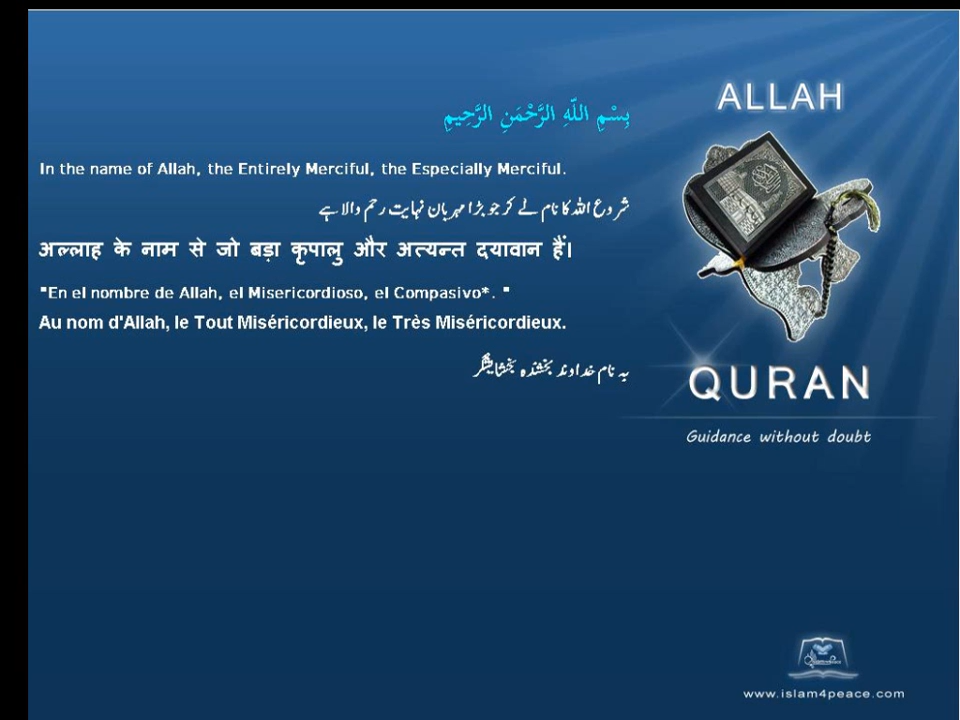 بِسْمِ اللّهِ الرَّحْمَنِ الرَّحِيمِ
In the name of Allah, the Entirely Merciful, the Especially Merciful.
شروع الله کا نام لے کر جو بڑا مہربان نہایت رحم والا ہے
अल्लाह के नाम से जो बड़ा कृपालु और अत्यन्त दयावान हैं।
"En el nombre de Allah, el Misericordioso, el Compasivo*. "
Au nom d'Allah, le Tout Miséricordieux, le Très Miséricordieux.
به نام خداوند بخشنده بخشایشگر
ALLAH
QURAN
Guidance without doubt
www.islam4peace.com